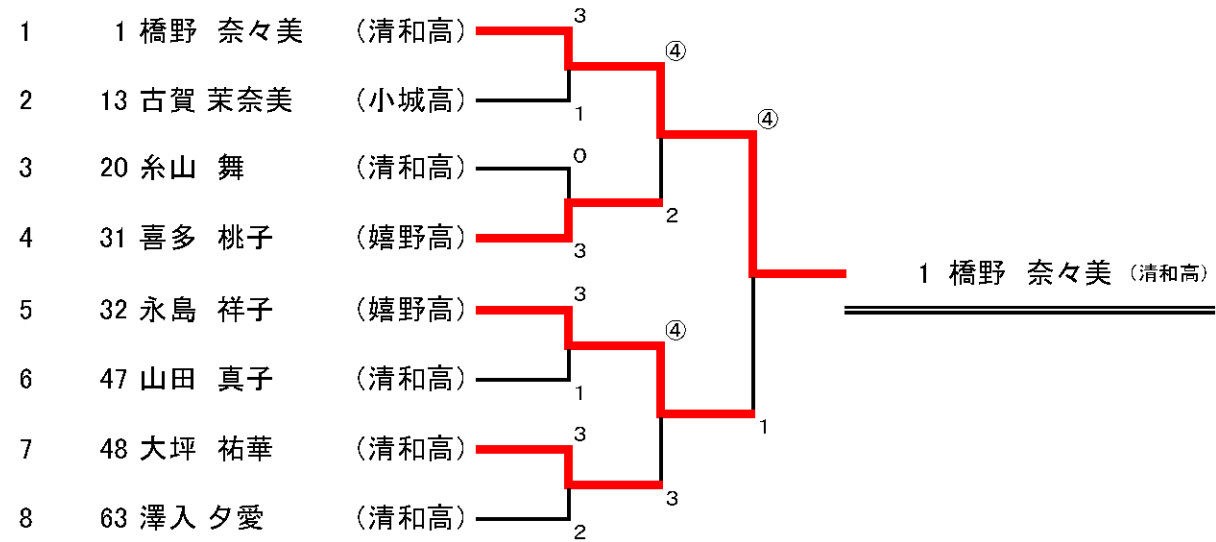 3
1 1 橋野 奈々美 (清和高)
④
2 13 古賀 茉奈美 (小城高)
1
④
0
3 20 糸山 舞 (清和高)
2
4 31 喜多 桃子 (嬉野高)
3
1 橋野 奈々美 (清和高)
3
5 32 永島 祥子 (嬉野高)
④
6 47 山田 真子 (清和高)
1
1
3
7 48 大坪 祐華 (清和高)
3
8 63 澤入 夕愛 (清和高)
2